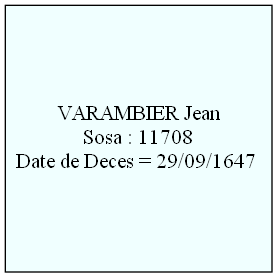 VARAMBIER Jean
Sosa : 11708
Date de Deces = 29/09/1647